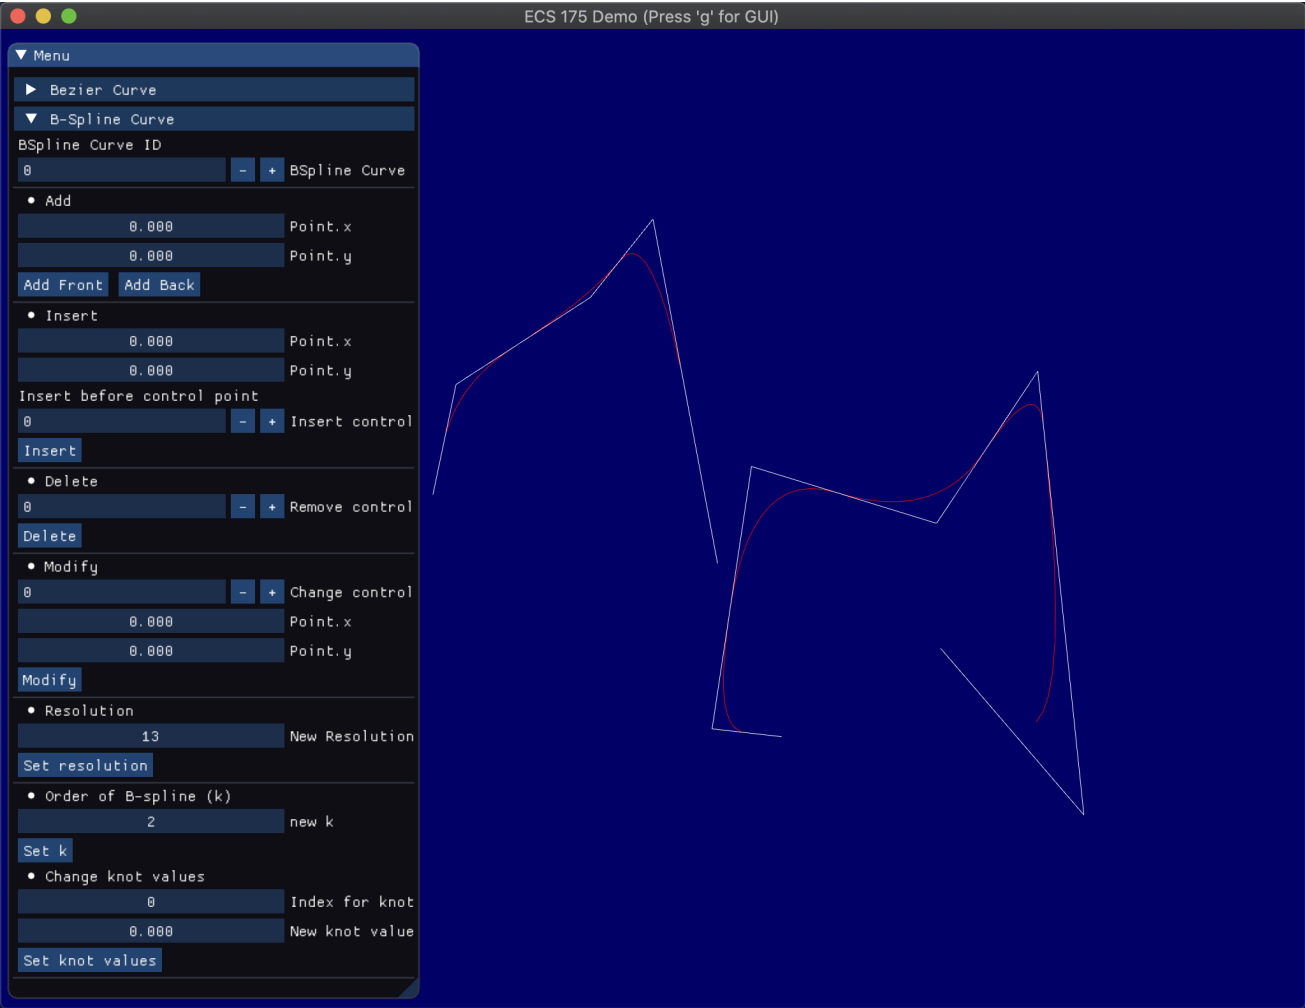 ECS 175 Demo (Press 'g' for GUI)
Menu
Bezier Curve
B-Spline Curve
BSpline Curve ID
0 - + BSpline Curve
Add
0.000 Point.x
0.000 Point.y
Add Front Add Back
Insert
0.000 Point.x
0.000 Point.y
Insert before control point
0 - + Insert control
Insert
Delete
0 - + Remove control
Delete
Modify
0 - + Change control
0.000 Point.x
0.000 Point.y
Modify
Resolution
13 New Resolution
Set resolution
Order of B-spline (k)
2 new k
Set k
Change knot values
0 Index for knot
0.000 New knot value
Set knot values